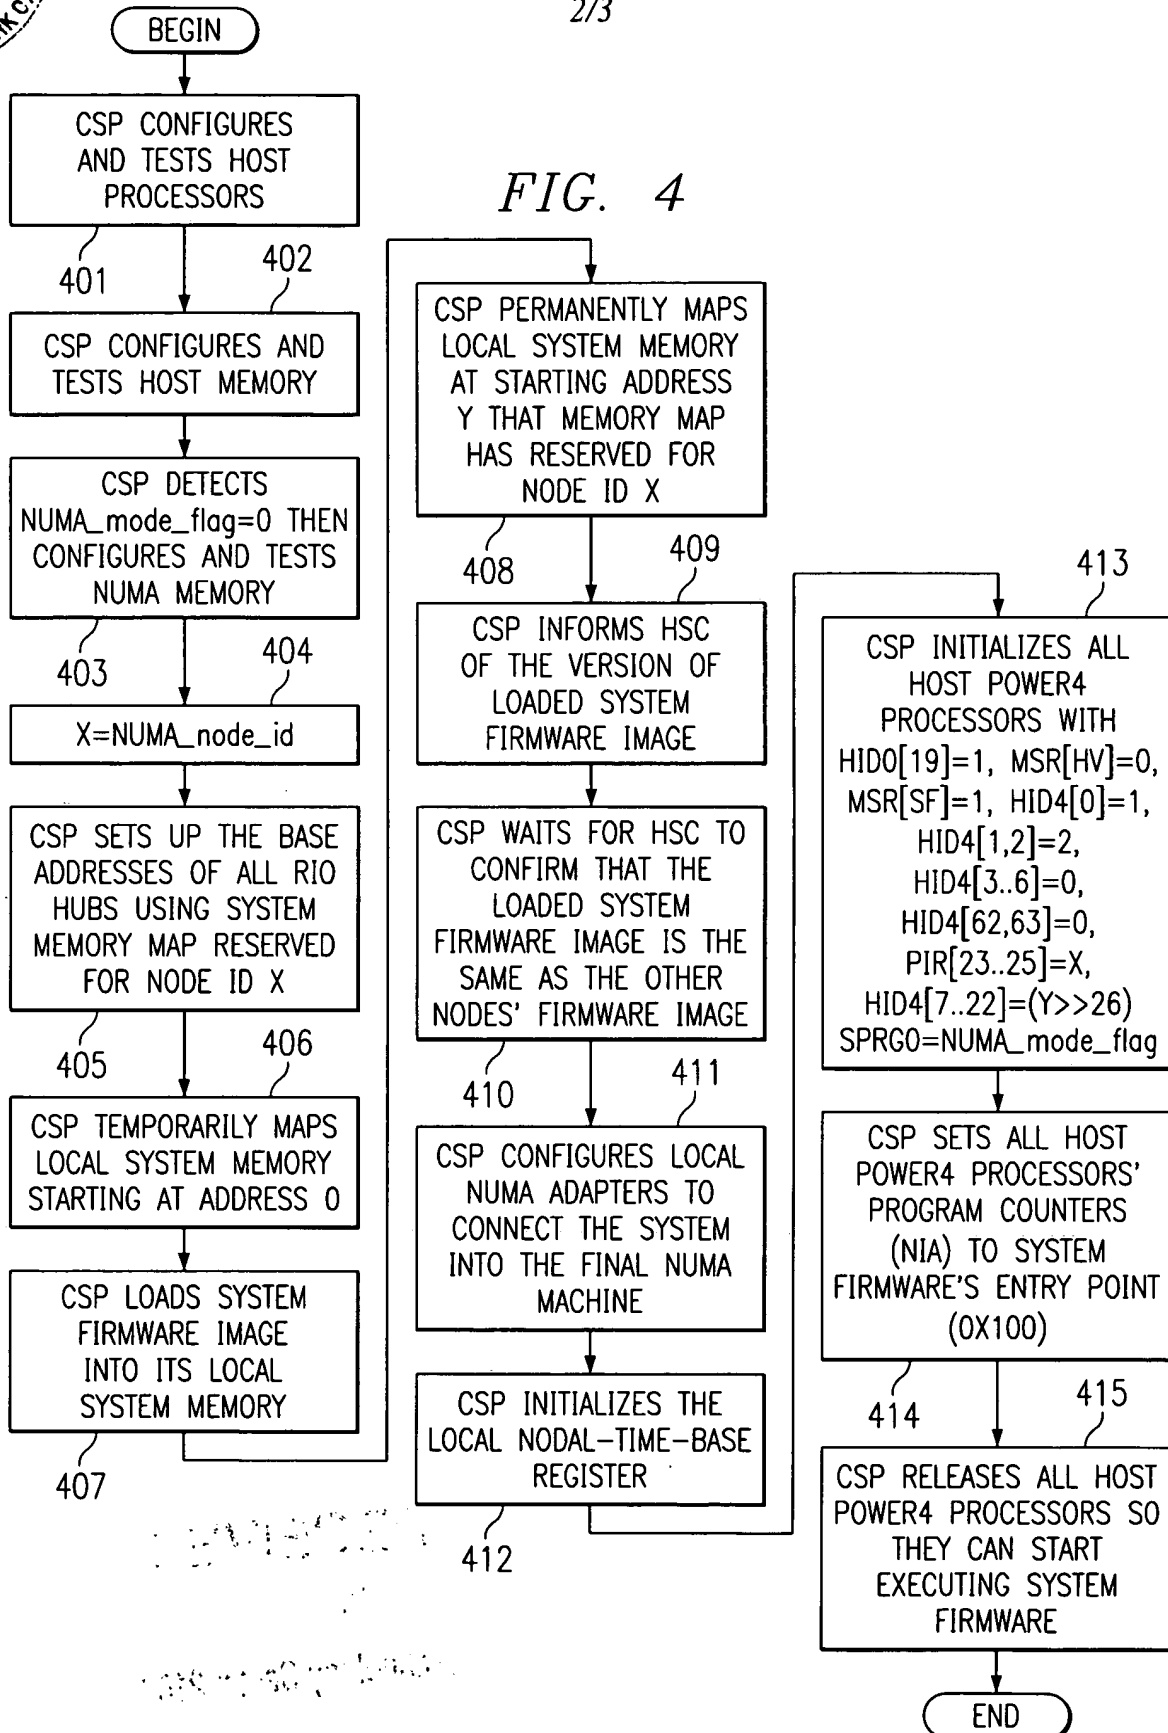 2/3
BEGIN
CSP CONFIGURES
AND TESTS HOST
PROCESSORS
401
402
CSP CONFIGURES AND
TESTS HOST MEMORY
CSP DETECTS
NUMA_mode_flag=0 THEN
CONFIGURES AND TESTS
NUMA MEMORY
403
404
X=NUMA_node_id
CSP SETS UP THE BASE
ADDRESSES OF ALL RIO
HUBS USING SYSTEM
MEMORY MAP RESERVED
FOR NODE ID X
405
406
CSP TEMPORARILY MAPS
LOCAL SYSTEM MEMORY
STARTING AT ADDRESS 0
CSP LOADS SYSTEM
FIRMWARE IMAGE
INTO ITS LOCAL
SYSTEM MEMORY
407
FIG. 4
CSP PERMANENTLY MAPS
LOCAL SYSTEM MEMORY
AT STARTING ADDRESS
Y THAT MEMORY MAP
HAS RESERVED FOR
NODE ID X
408
409
CSP INFORMS HSC
OF THE VERSION OF
LOADED SYSTEM
FIRMWARE IMAGE
CSP WAITS FOR HSC TO
CONFIRM THAT THE
LOADED SYSTEM
FIRMWARE IMAGE IS THE
SAME AS THE OTHER
NODES' FIRMWARE IMAGE
410
411
CSP CONFIGURES LOCAL
NUMA ADAPTERS TO
CONNECT THE SYSTEM
INTO THE FINAL NUMA
MACHINE
CSP INITIALIZES THE
LOCAL NODAL-TIME-BASE
REGISTER
412
413
CSP INITIALIZES ALL
HOST POWER4
PROCESSORS WITH
HID0[19]=1, MSR[HV]=0,
MSR[SF]=1, HID4[0]=1,
HID4[1,2]=2,
HID4[3..6]=0,
HID4[62,63]=0,
PIR[23..25]=X,
HID4[7..22]=(Y>>26)
SPRG0=NUMA_mode_flag
CSP SETS ALL HOST
POWER4 PROCESSORS'
PROGRAM COUNTERS
(NIA) TO SYSTEM
FIRMWARE'S ENTRY POINT
(0X100)
414
415
CSP RELEASES ALL HOST
POWER4 PROCESSORS SO
THEY CAN START
EXECUTING SYSTEM
FIRMWARE
END